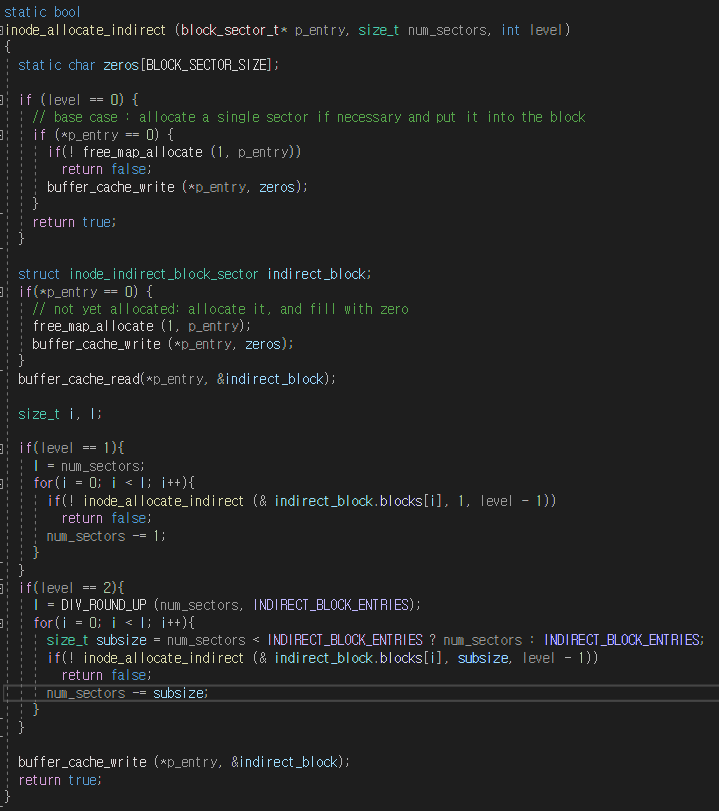 static bool
inode_allocate_indirect (block_sector_t* p_entry, size_t num_sectors, int level)
{
  static char zeros[BLOCK_SECTOR_SIZE];

  if (level == 0) {
    // base case : allocate a single sector if necessary and put it into the block
    if (*p_entry == 0) {
      if(! free_map_allocate (1, p_entry))
        return false;
      buffer_cache_write (*p_entry, zeros);
    }
    return true;
  }

  struct inode_indirect_block_sector indirect_block;
  if(*p_entry == 0) {
    // not yet allocated: allocate it, and fill with zero
    free_map_allocate (1, p_entry);
    buffer_cache_write (*p_entry, zeros);
  }
  buffer_cache_read(*p_entry, &indirect_block);

  size_t i, l;

  if(level == 1){
    l = num_sectors;
    for(i = 0; i < l; i++){
      if(! inode_allocate_indirect (& indirect_block.blocks[i], 1, level - 1))
        return false;
      num_sectors -= 1;
    }
  }
  if(level == 2){
    l = DIV_ROUND_UP (num_sectors, INDIRECT_BLOCK_ENTRIES);
    for(i = 0; i < l; i++){
      size_t subsize = num_sectors < INDIRECT_BLOCK_ENTRIES ? num_sectors : INDIRECT_BLOCK_ENTRIES;
      if(! inode_allocate_indirect (& indirect_block.blocks[i], subsize, level - 1))
        return false;
      num_sectors -= subsize;
    }
  }

  buffer_cache_write (*p_entry, &indirect_block);
  return true;
}